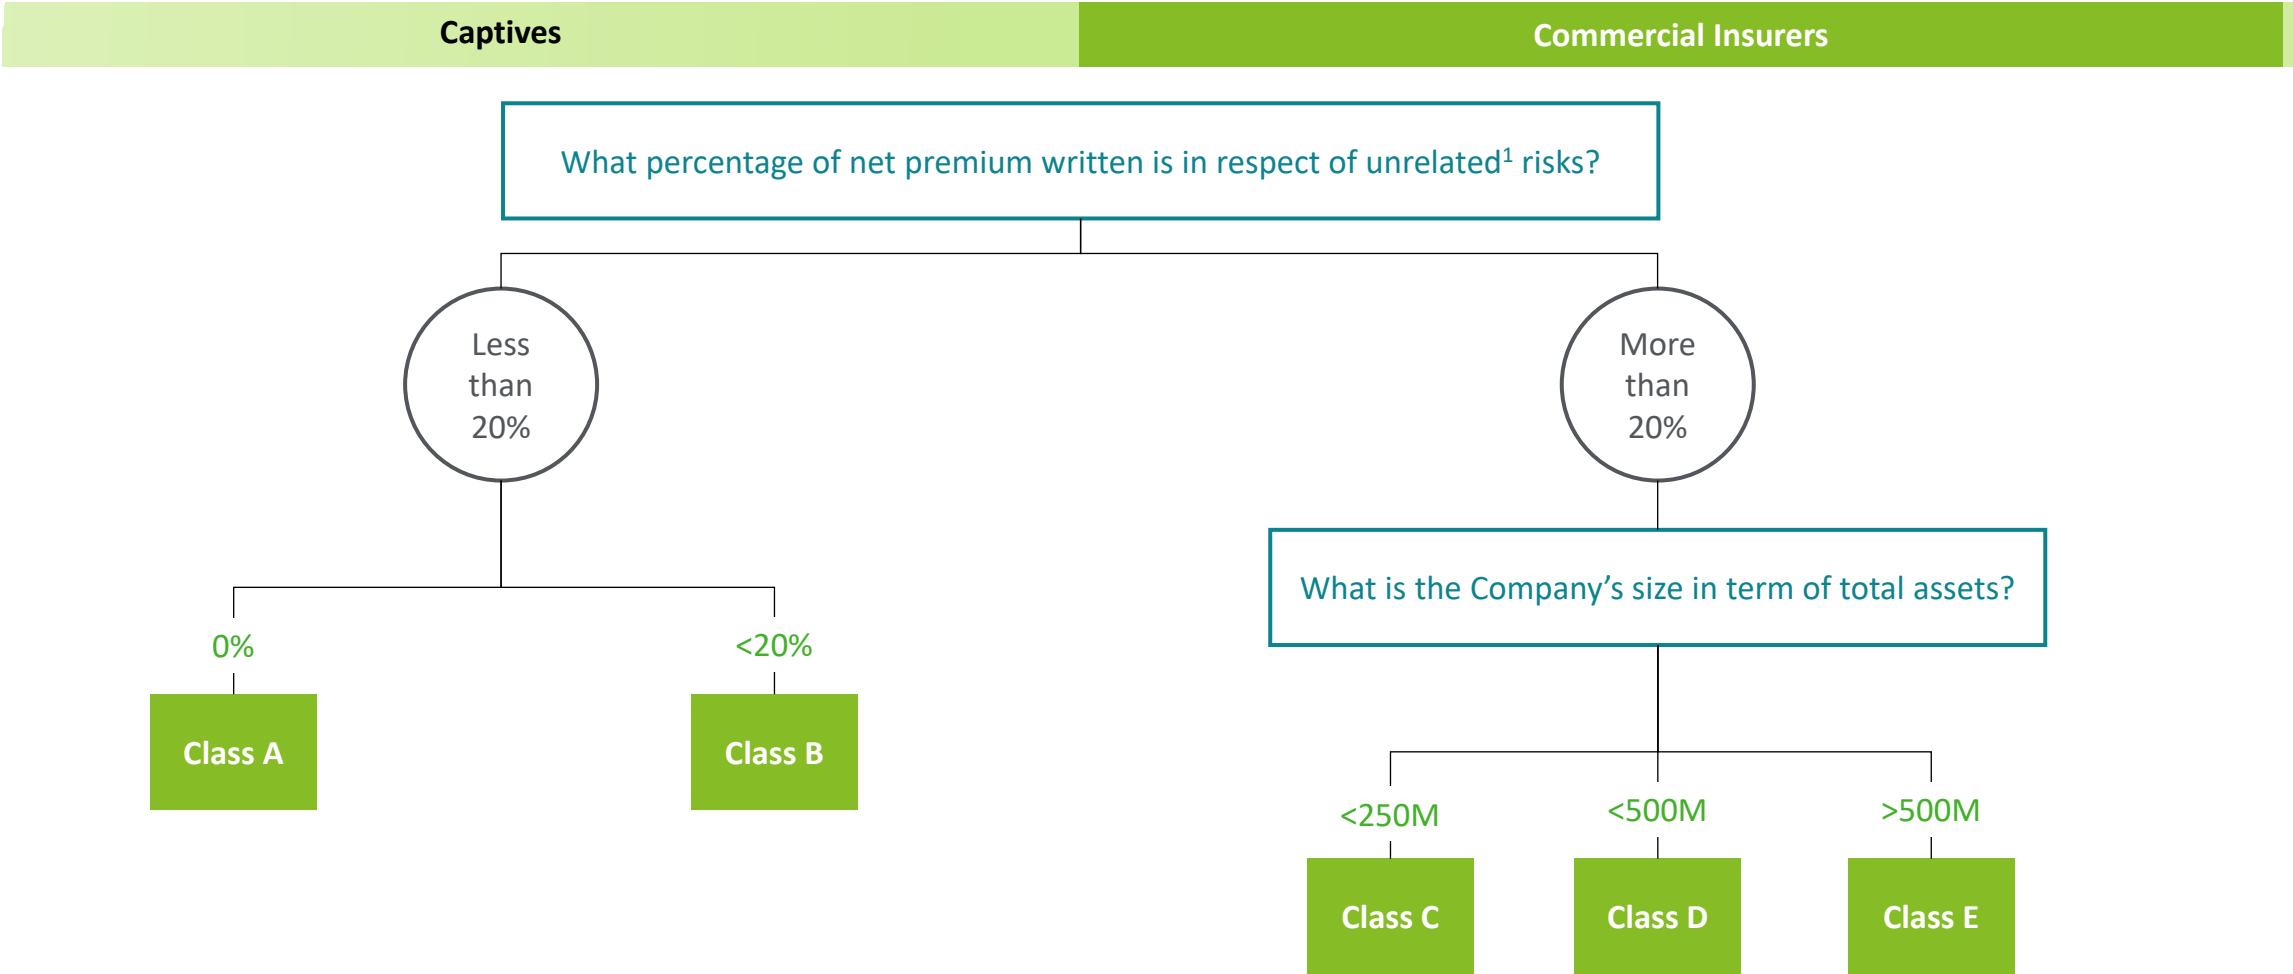 Captives
Commercial Insurers
What percentage of net premium written is in respect of unrelated¹ risks?
Less
than
20%
More
than
20%
What is the Company’s size in term of total assets?
0%
<20%
Class A
Class B
<250M
<500M
>500M
Class C
Class D
Class E